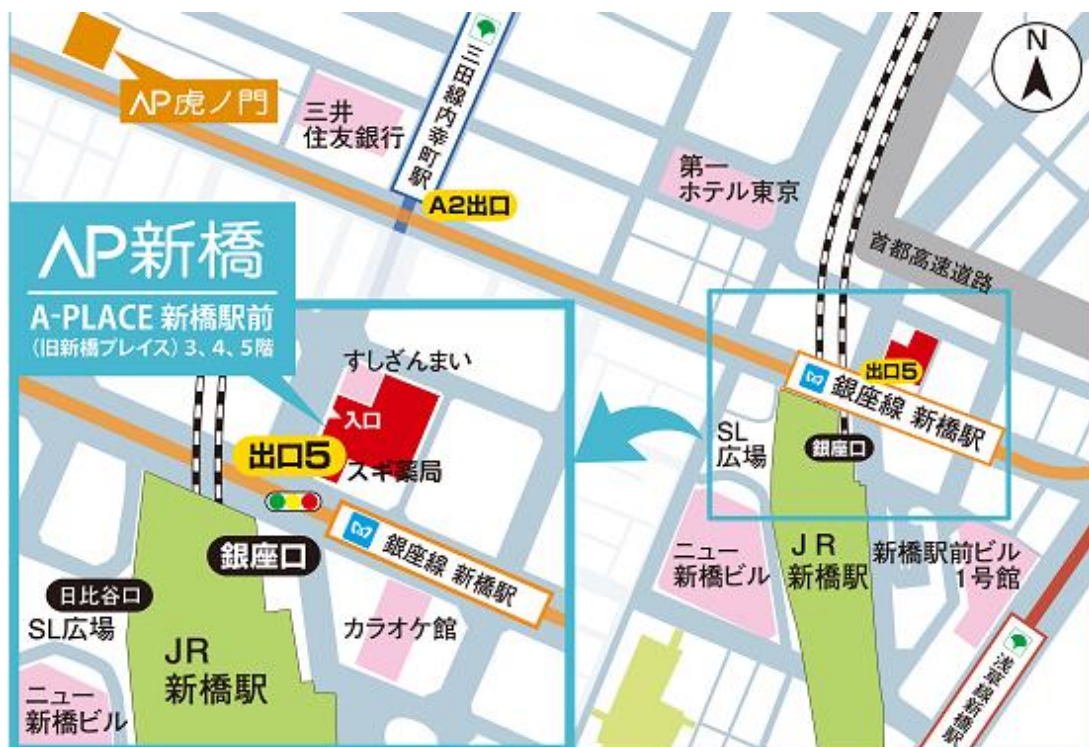 AP虎ノ門
三井
住友銀行
三田線内幸町駅
A2出口
第一
ホテル東京
N
首都高速道路
AP新橋
A-PLACE 新橋駅前
(旧新橋プレイス) 3、4、5階
すしざんまい
入口
出口5
スギ薬局
銀座線 新橋駅
銀座口
日比谷口
SL広場
JR
新橋駅
カラオケ館
ニュー
新橋ビル
出口5
銀座線 新橋駅
SL
広場
銀座口
ニュー
新橋ビル
JR
新橋駅
新橋駅前ビル
1号館
浅草線新橋駅